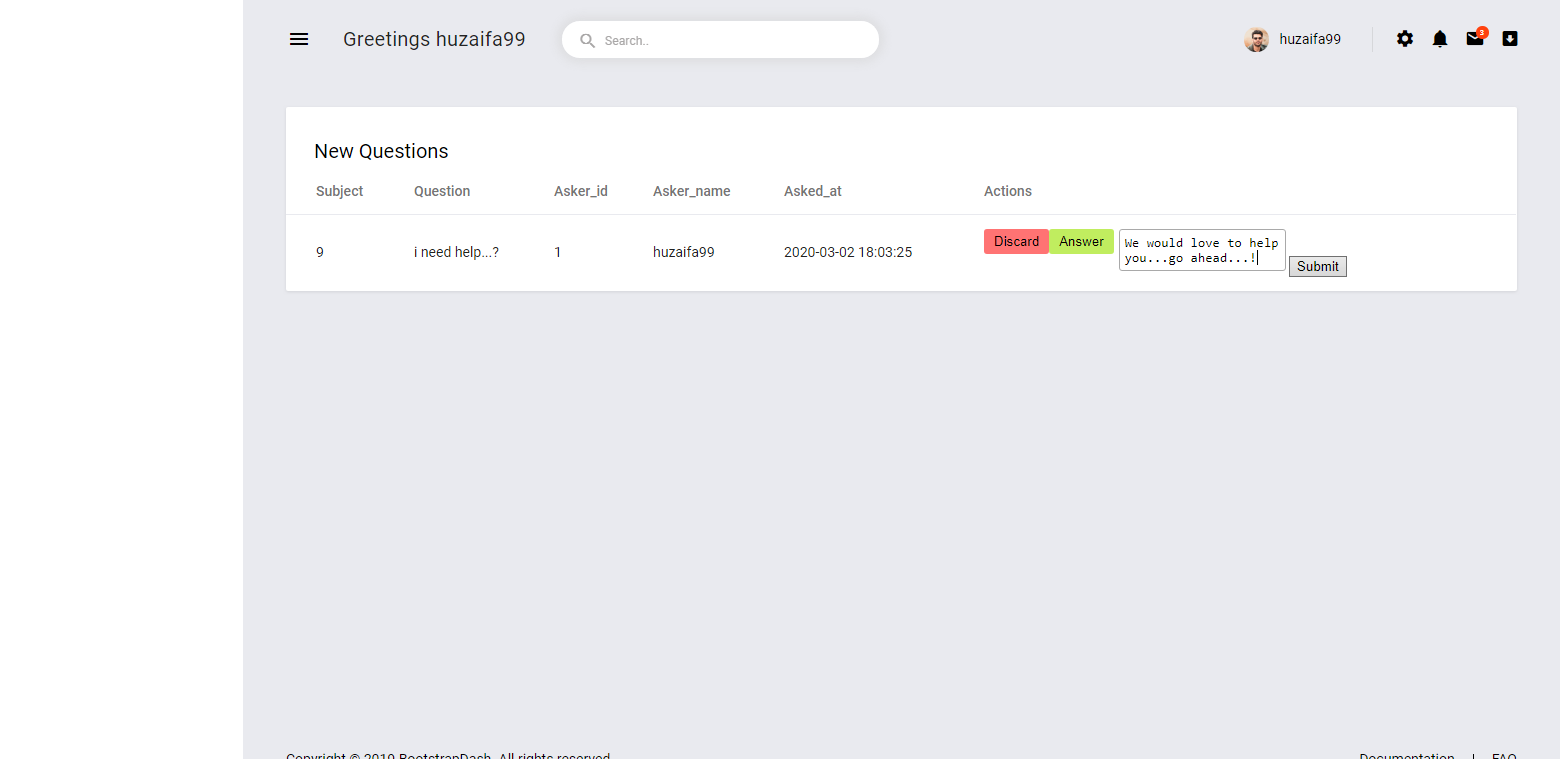 Greetings huzaifa99
Search..
huzaifa99
3
New Questions
Subject Question Asker_id Asker_name Asked_at Actions
9 i need help...? 1 huzaifa99 2020-03-02 18:03:25 Discard Answer
We would love to help
you...go ahead...!
Submit
Copyright © 2019 BootstrapDash. All rights reserved.
Documentation | FAQ